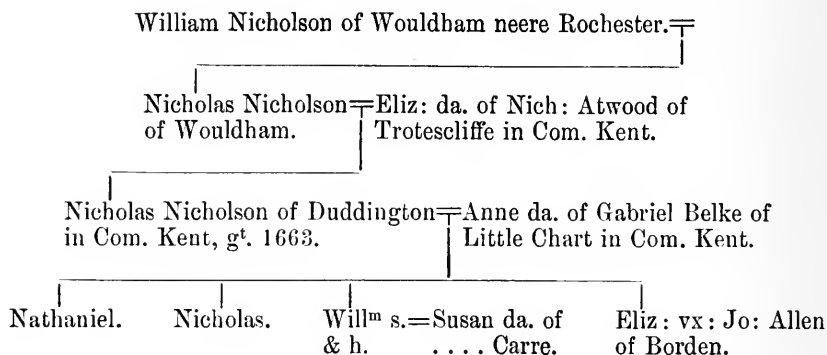 William Nicholson of Wouldham neere Rochester.=
Nicholas Nicholson=Eliz: da. of Nich: Atwood of
of Wouldham. Trotescliffe in Com. Kent.
Nicholas Nicholson of Duddington=Anne da. of Gabriel Belke of
in Com. Kent, gᵗ. 1663. Little Chart in Com. Kent.
Nathaniel. Nicholas. Willᵐ s.=Susan da. of Eliz: vx: Jo: Allen
& h. . . . . Carre. of Borden.